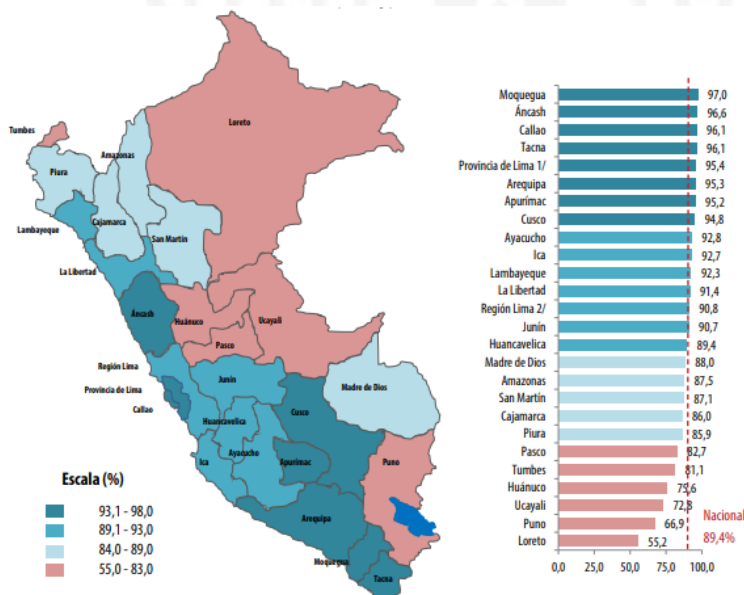 Loreto
Tumbes
Amazonas
Piura
Cajamarca
Lambayeque
San Martín
La Libertad
Áncash
Huánuco
Ucayali
Pasco
Región Lima
Junín
Provincia de Lima
Madre de Dios
Callao
Cusco
Huancavelica
Ayacucho
Ica
Apurímac
Puno
Arequipa
Moquegua
Tacna
Escala (%)
93,1 - 98,0
89,1 - 93,0
84,0 - 89,0
55,0 - 83,0
Moquegua 97,0
Áncash 96,6
Callao 96,1
Tacna 96,1
Provincia de Lima 1/ 95,4
Arequipa 95,3
Apurímac 95,2
Cusco 94,8
Ayacucho 92,8
Ica 92,7
Lambayeque 92,3
La Libertad 91,4
Región Lima 2/ 90,8
Junín 90,7
Huancavelica 89,4
Madre de Dios 88,0
Amazonas 87,5
San Martín 87,1
Cajamarca 86,0
Piura 85,9
Pasco 82,7
Tumbes 81,1
Huánuco 75,6
Ucayali 72,8
Puno 66,9
Loreto 55,2
Nacional
89,4%
0,0 25,0 50,0 75,0 100,0